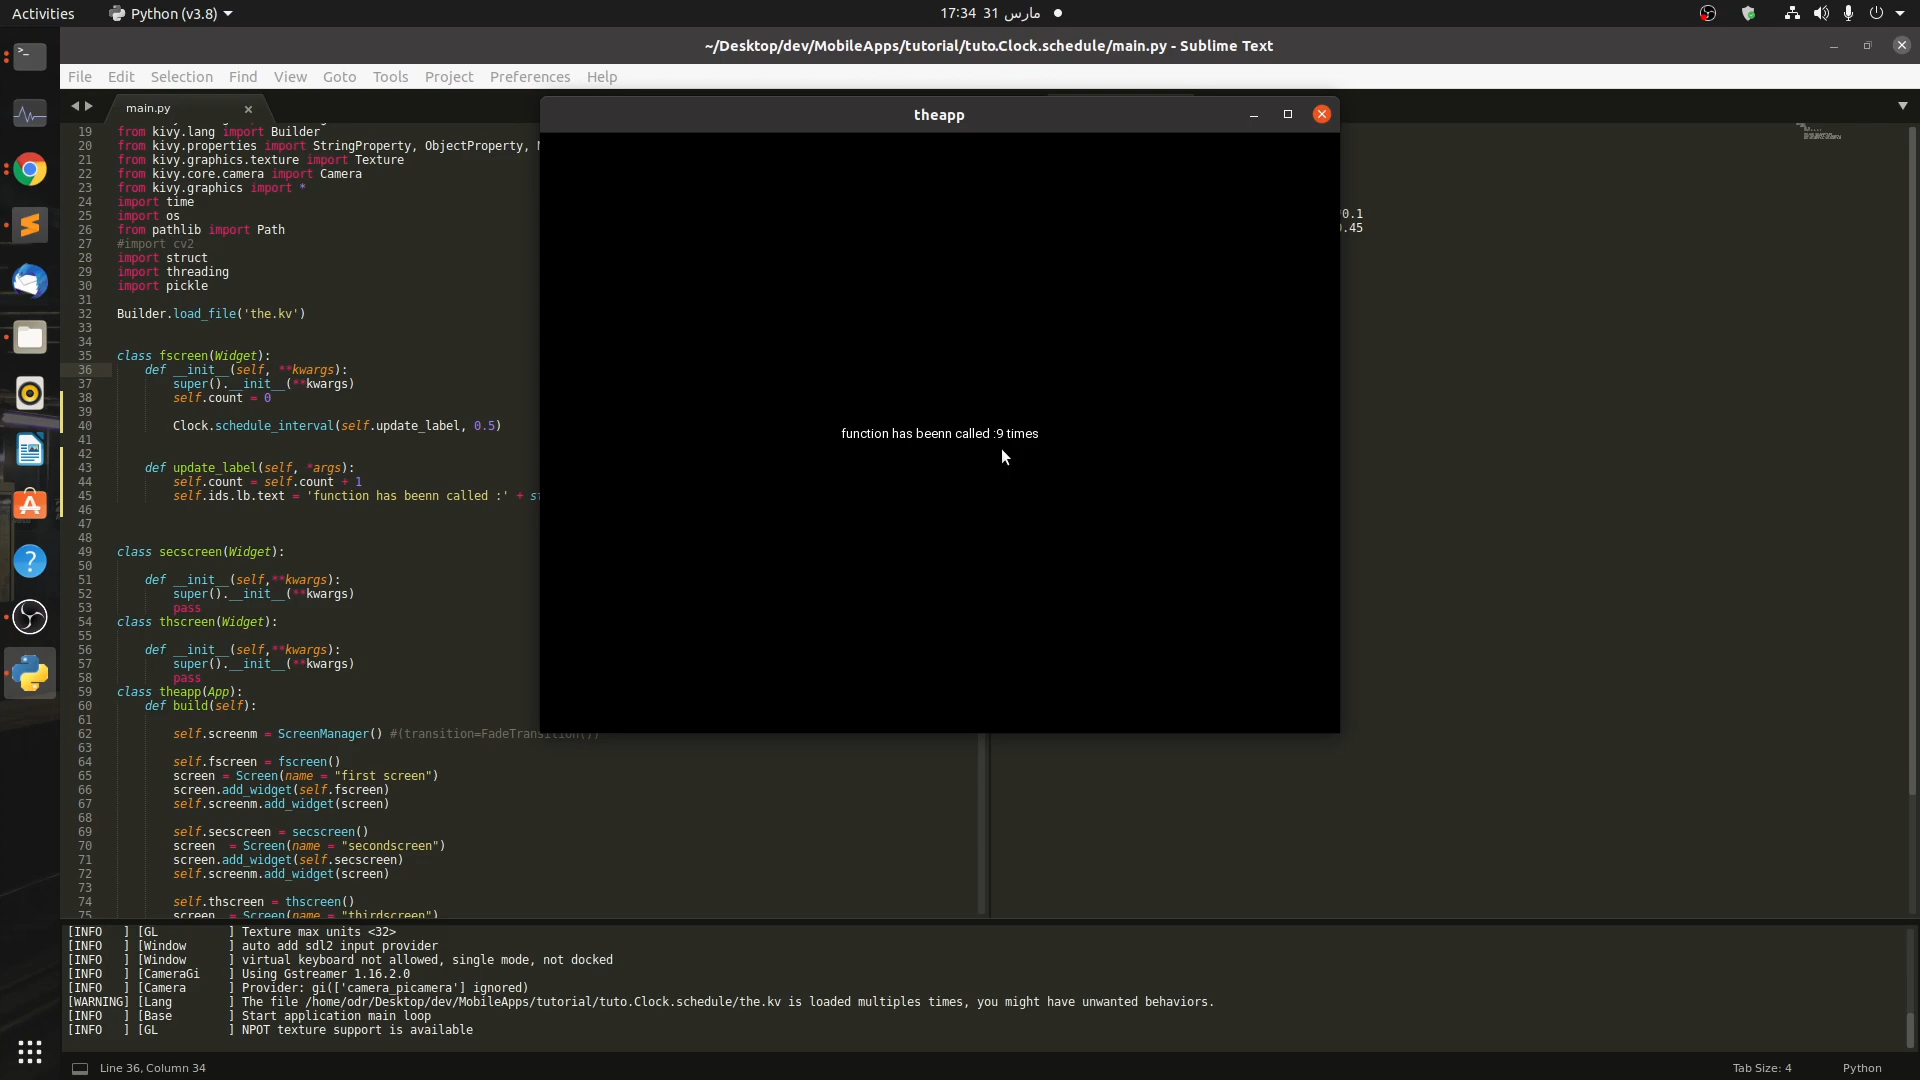 Activities
Python (v3.8)
17:34  31 مارس
~/Desktop/dev/MobileApps/tutorial/tuto.Clock.schedule/main.py - Sublime Text
File Edit Selection Find View Goto Tools Project Preferences Help
main.py
theapp
19 from kivy.lang import Builder
20 from kivy.properties import StringProperty, ObjectProperty,
21 from kivy.graphics.texture import Texture
22 from kivy.core.camera import Camera
23 from kivy.graphics import *
24 import time
25 import os
26 from pathlib import Path
27 #import cv2
28 import struct
29 import threading
30 import pickle
31
32 Builder.load_file('the.kv')
33
34
35 class fscreen(Widget):
36 def __init__(self, **kwargs):
37 super().__init__(**kwargs)
38 self.count = 0
39
40 Clock.schedule_interval(self.update_label, 0.5)
41
42
43 def update_label(self, *args):
44 self.count = self.count + 1
45 self.ids.lb.text = 'function has beenn called :' +
46
47
48
49 class secscreen(Widget):
50
51 def __init__(self,**kwargs):
52 super().__init__(**kwargs)
53 pass
54 class thscreen(Widget):
55
56 def __init__(self,**kwargs):
57 super().__init__(**kwargs)
58 pass
59 class theapp(App):
60 def build(self):
61
62 self.screenm = ScreenManager() #(transition=FadeTransition())
63
64 self.fscreen = fscreen()
65 screen = Screen(name = "first screen")
66 screen.add_widget(self.fscreen)
67 self.screenm.add_widget(screen)
68
69 self.secscreen = secscreen()
70 screen  = Screen(name = "secondscreen")
71 screen.add_widget(self.secscreen)
72 self.screenm.add_widget(screen)
73
74 self.thscreen = thscreen()
75 screen  = Screen(name = "thirdscreen")
0.1
.45
function has beenn called :9 times
[INFO   ] [GL          ] Texture max units <32>
[INFO   ] [Window      ] auto add sdl2 input provider
[INFO   ] [Window      ] virtual keyboard not allowed, single mode, not docked
[INFO   ] [CameraGi    ] Using Gstreamer 1.16.2.0
[INFO   ] [Camera      ] Provider: gi(['camera_picamera'] ignored)
[WARNING] [Lang        ] The file /home/odr/Desktop/dev/MobileApps/tutorial/tuto.Clock.schedule/the.kv is loaded multiples times, you might have unwanted behaviors.
[INFO   ] [Base        ] Start application main loop
[INFO   ] [GL          ] NPOT texture support is available
Line 36, Column 34
Tab Size: 4
Python